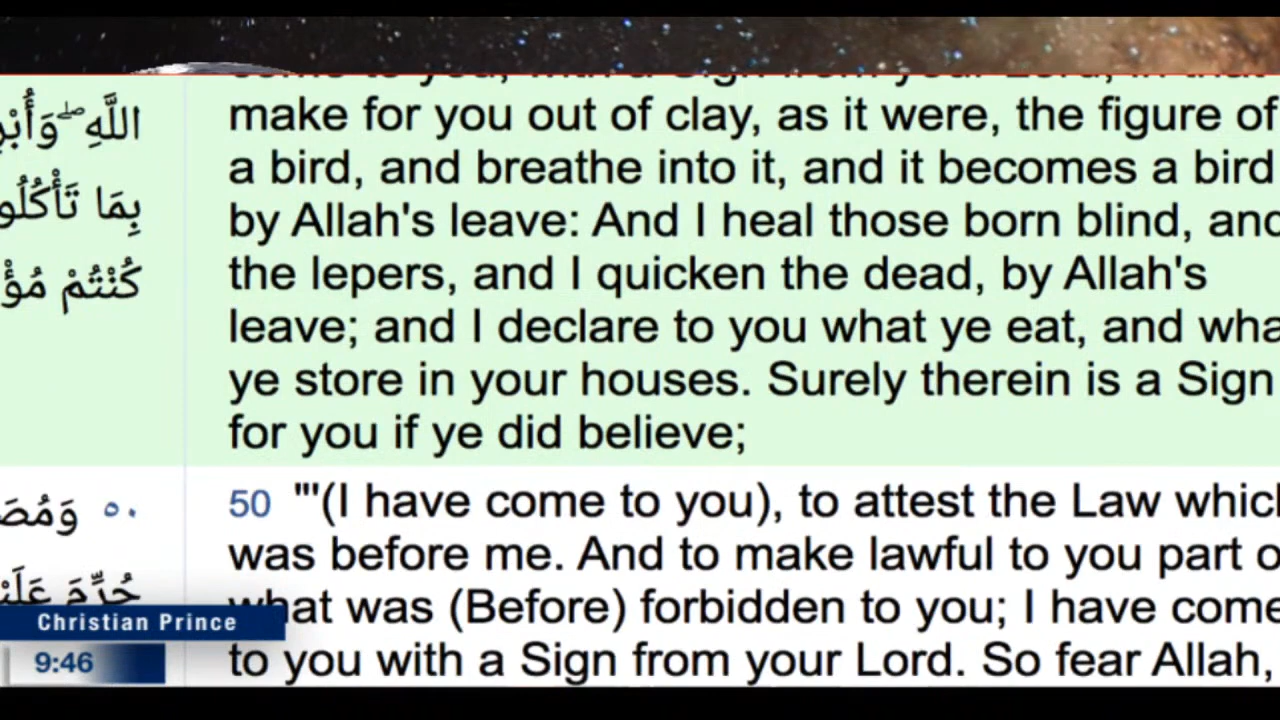 make for you out of clay, as it were, the figure of
a bird, and breathe into it, and it becomes a bird
by Allah's leave: And I heal those born blind, and
the lepers, and I quicken the dead, by Allah's
leave; and I declare to you what ye eat, and wha
ye store in your houses. Surely therein is a Sign
for you if ye did believe;
50 "'(I have come to you), to attest the Law which
was before me. And to make lawful to you part o
what was (Before) forbidden to you; I have come
to you with a Sign from your Lord. So fear Allah,
اللَّهِ ۖ
بِمَا
كُنْتُمْ
٥٠
Christian Prince
9:46